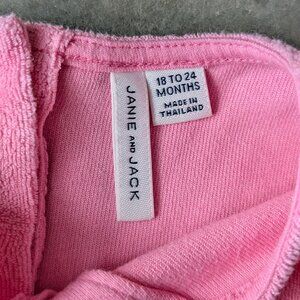 JANIE AND JACK
18 TO 24
MONTHS
MADE IN
THAILAND